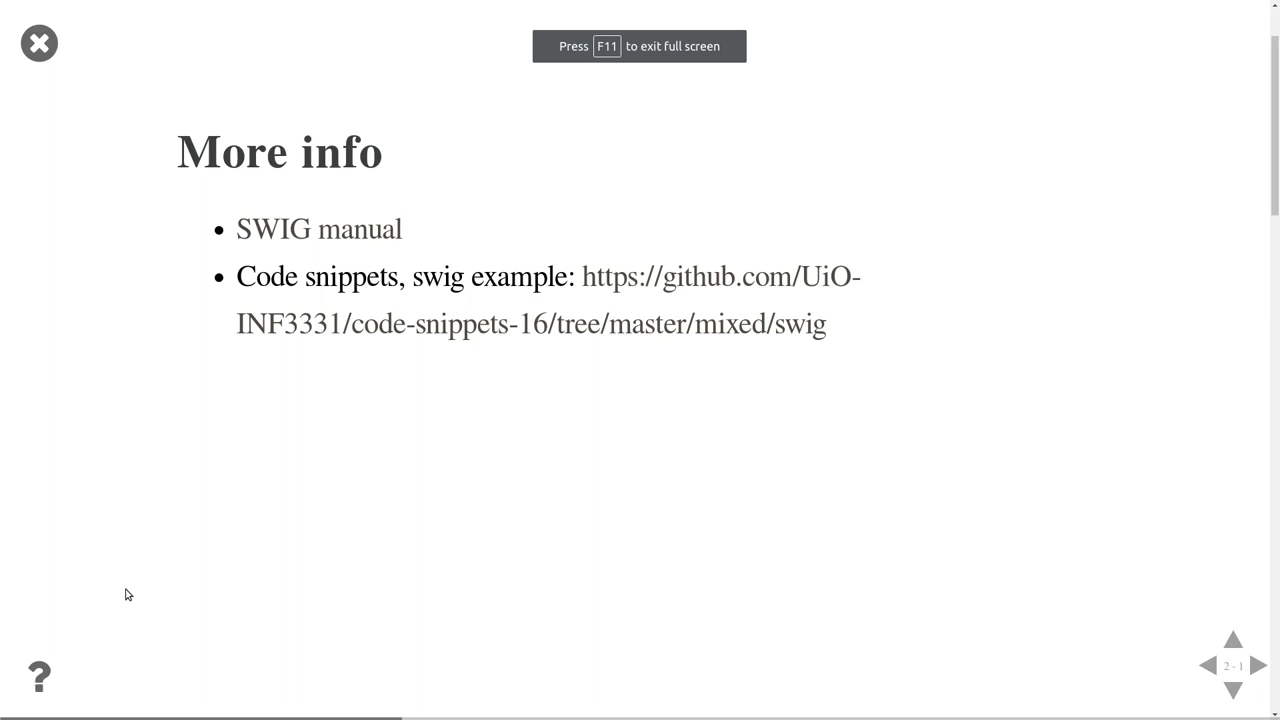 Press F11 to exit full screen
More info
SWIG manual
Code snippets, swig example: https://github.com/UiO-
INF3331/code-snippets-16/tree/master/mixed/swig
?
2 - 1